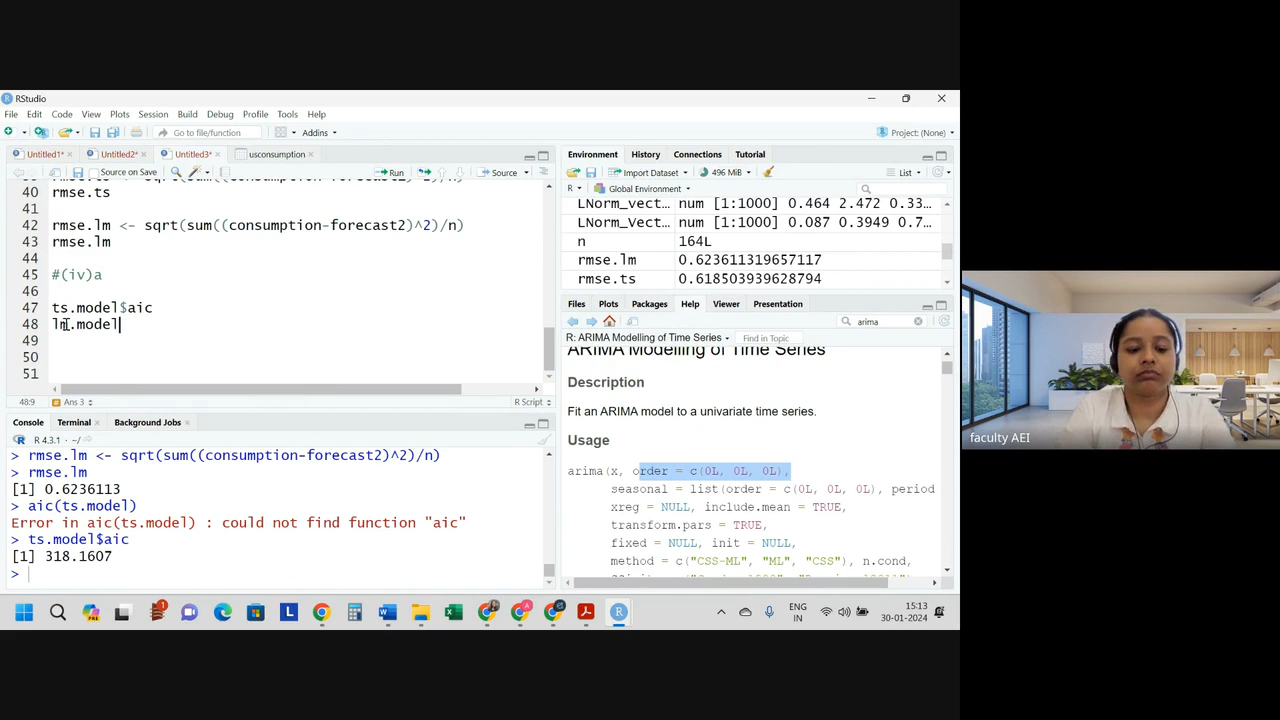 RStudio
File Edit Code View Plots Session Build Debug Profile Tools Help
Go to file/function Addins Project: (None)
Untitled1* Untitled2* Untitled3* usconsumption
Source on Save Run Source
40 rmse.ts
41
42 rmse.lm <- sqrt(sum((consumption-forecast2)^2)/n)
43 rmse.lm
44
45 #(iv)a
46
47 ts.model$aic
48 lm.model
49
50
51
48:9 Ans 3 R Script
Console Terminal Background Jobs
R 4.3.1 · ~/
> rmse.lm <- sqrt(sum((consumption-forecast2)^2)/n)
> rmse.lm
[1] 0.6236113
> aic(ts.model)
Error in aic(ts.model) : could not find function "aic"
> ts.model$aic
[1] 318.1607
>
Environment History Connections Tutorial
Import Dataset 496 MiB List
R Global Environment
LNorm_Vect… num [1:1000] 0.464 2.472 0.33…
LNorm_Vect… num [1:1000] 0.087 0.3949 0.7…
n 164L
rmse.lm 0.623611319657117
rmse.ts 0.618503939628794
Files Plots Packages Help Viewer Presentation
arima
R: ARIMA Modelling of Time Series Find in Topic
ARIMA Modelling of Time Series
Description
Fit an ARIMA model to a univariate time series.
Usage
arima(x, order = c(0L, 0L, 0L),
seasonal = list(order = c(0L, 0L, 0L), period
xreg = NULL, include.mean = TRUE,
transform.pars = TRUE,
fixed = NULL, init = NULL,
method = c("CSS-ML", "ML", "CSS"), n.cond,
faculty AEI
ENG
IN
15:13
30-01-2024